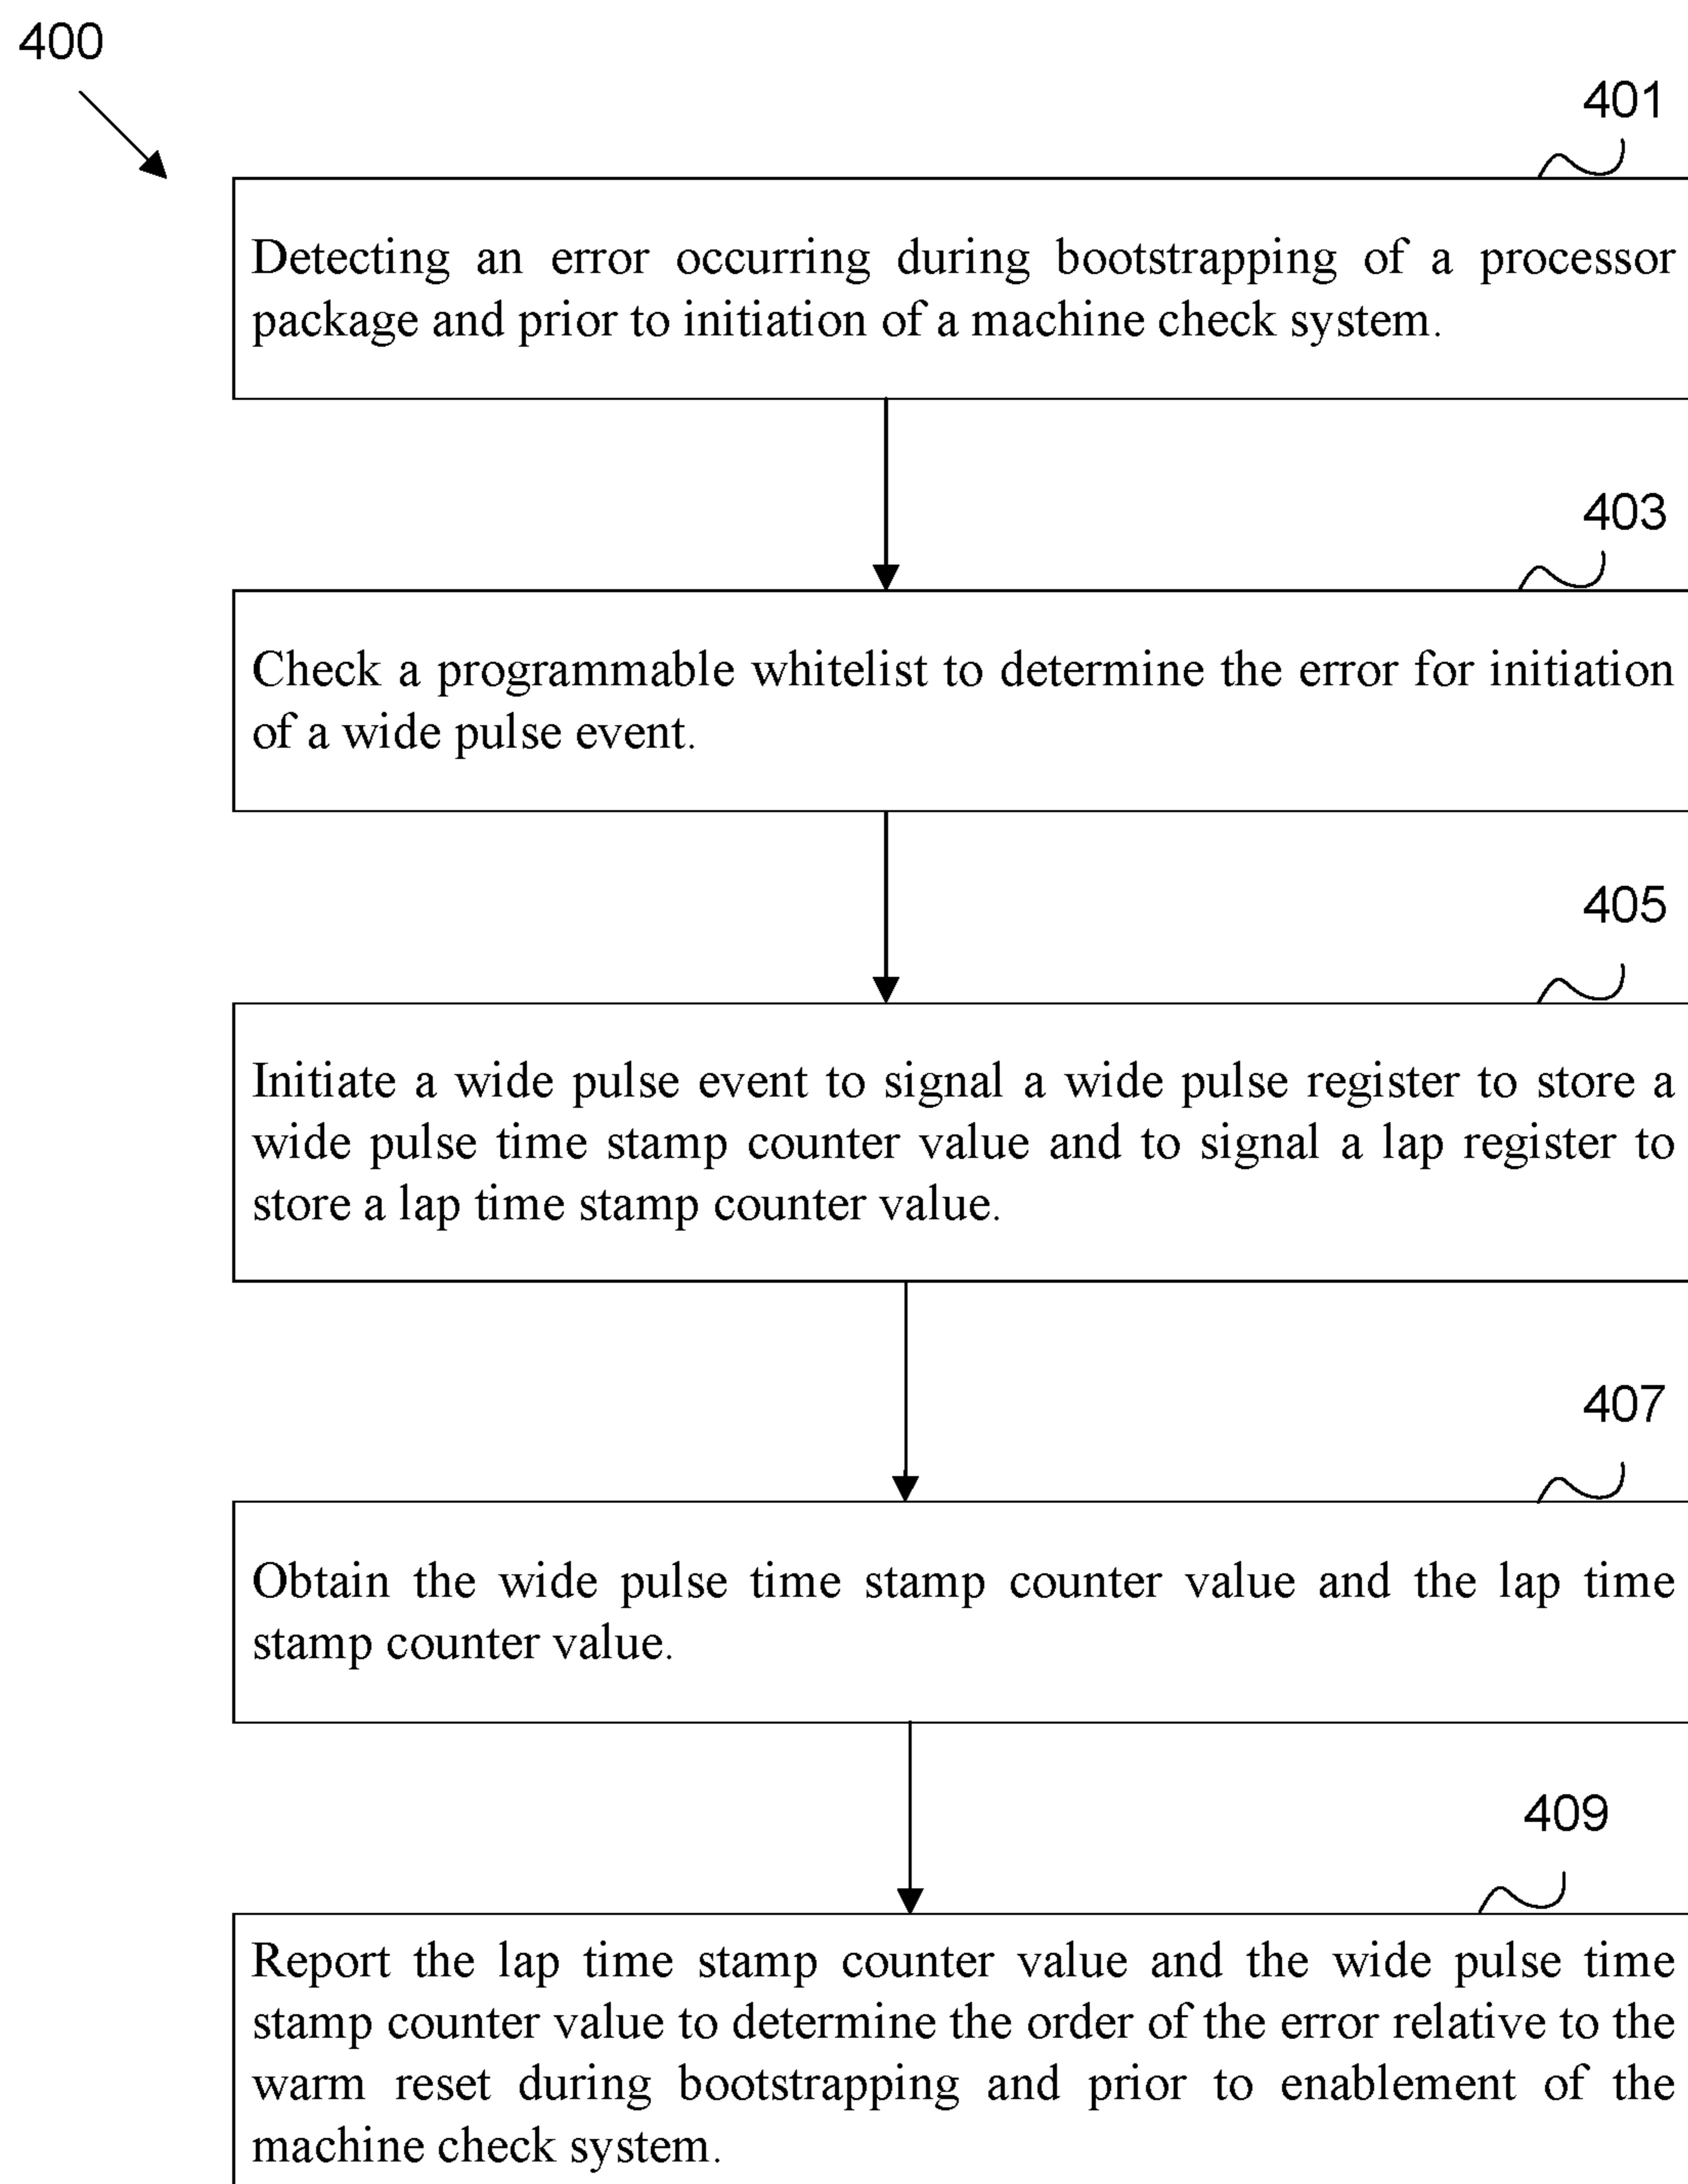 400
401
Detecting an error occurring during bootstrapping of a processor
package and prior to initiation of a machine check system.
403
Check a programmable whitelist to determine the error for initiation
of a wide pulse event.
405
Initiate a wide pulse event to signal a wide pulse register to store a
wide pulse time stamp counter value and to signal a lap register to
store a lap time stamp counter value.
407
Obtain the wide pulse time stamp counter value and the lap time
stamp counter value.
409
Report the lap time stamp counter value and the wide pulse time
stamp counter value to determine the order of the error relative to the
warm reset during bootstrapping and prior to enablement of the
machine check system.